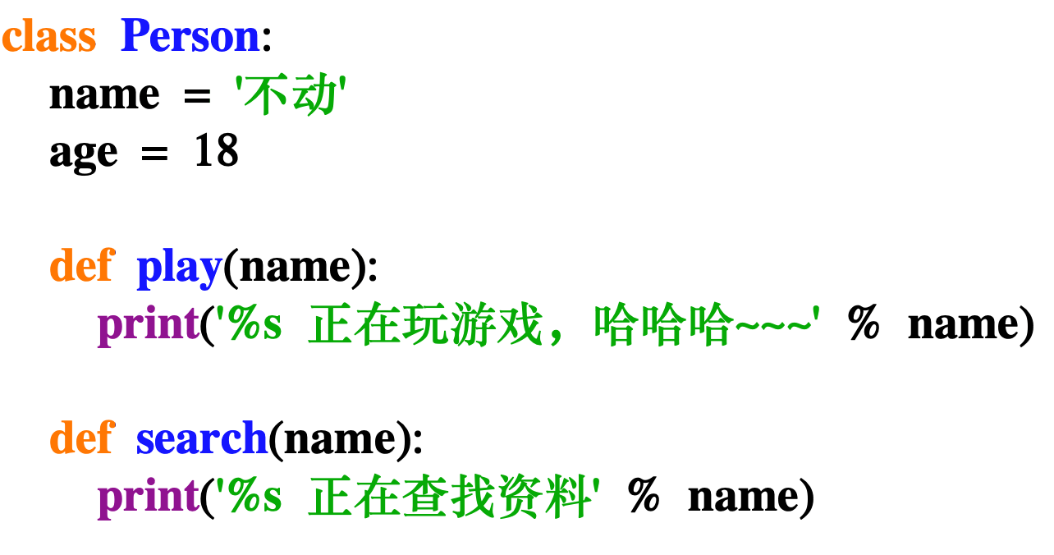 class Person:
  name = '不动'
  age = 18
  def play(name):
    print('%s 正在玩游戏，哈哈哈~~~' % name)
  def search(name):
    print('%s 正在查找资料' % name)